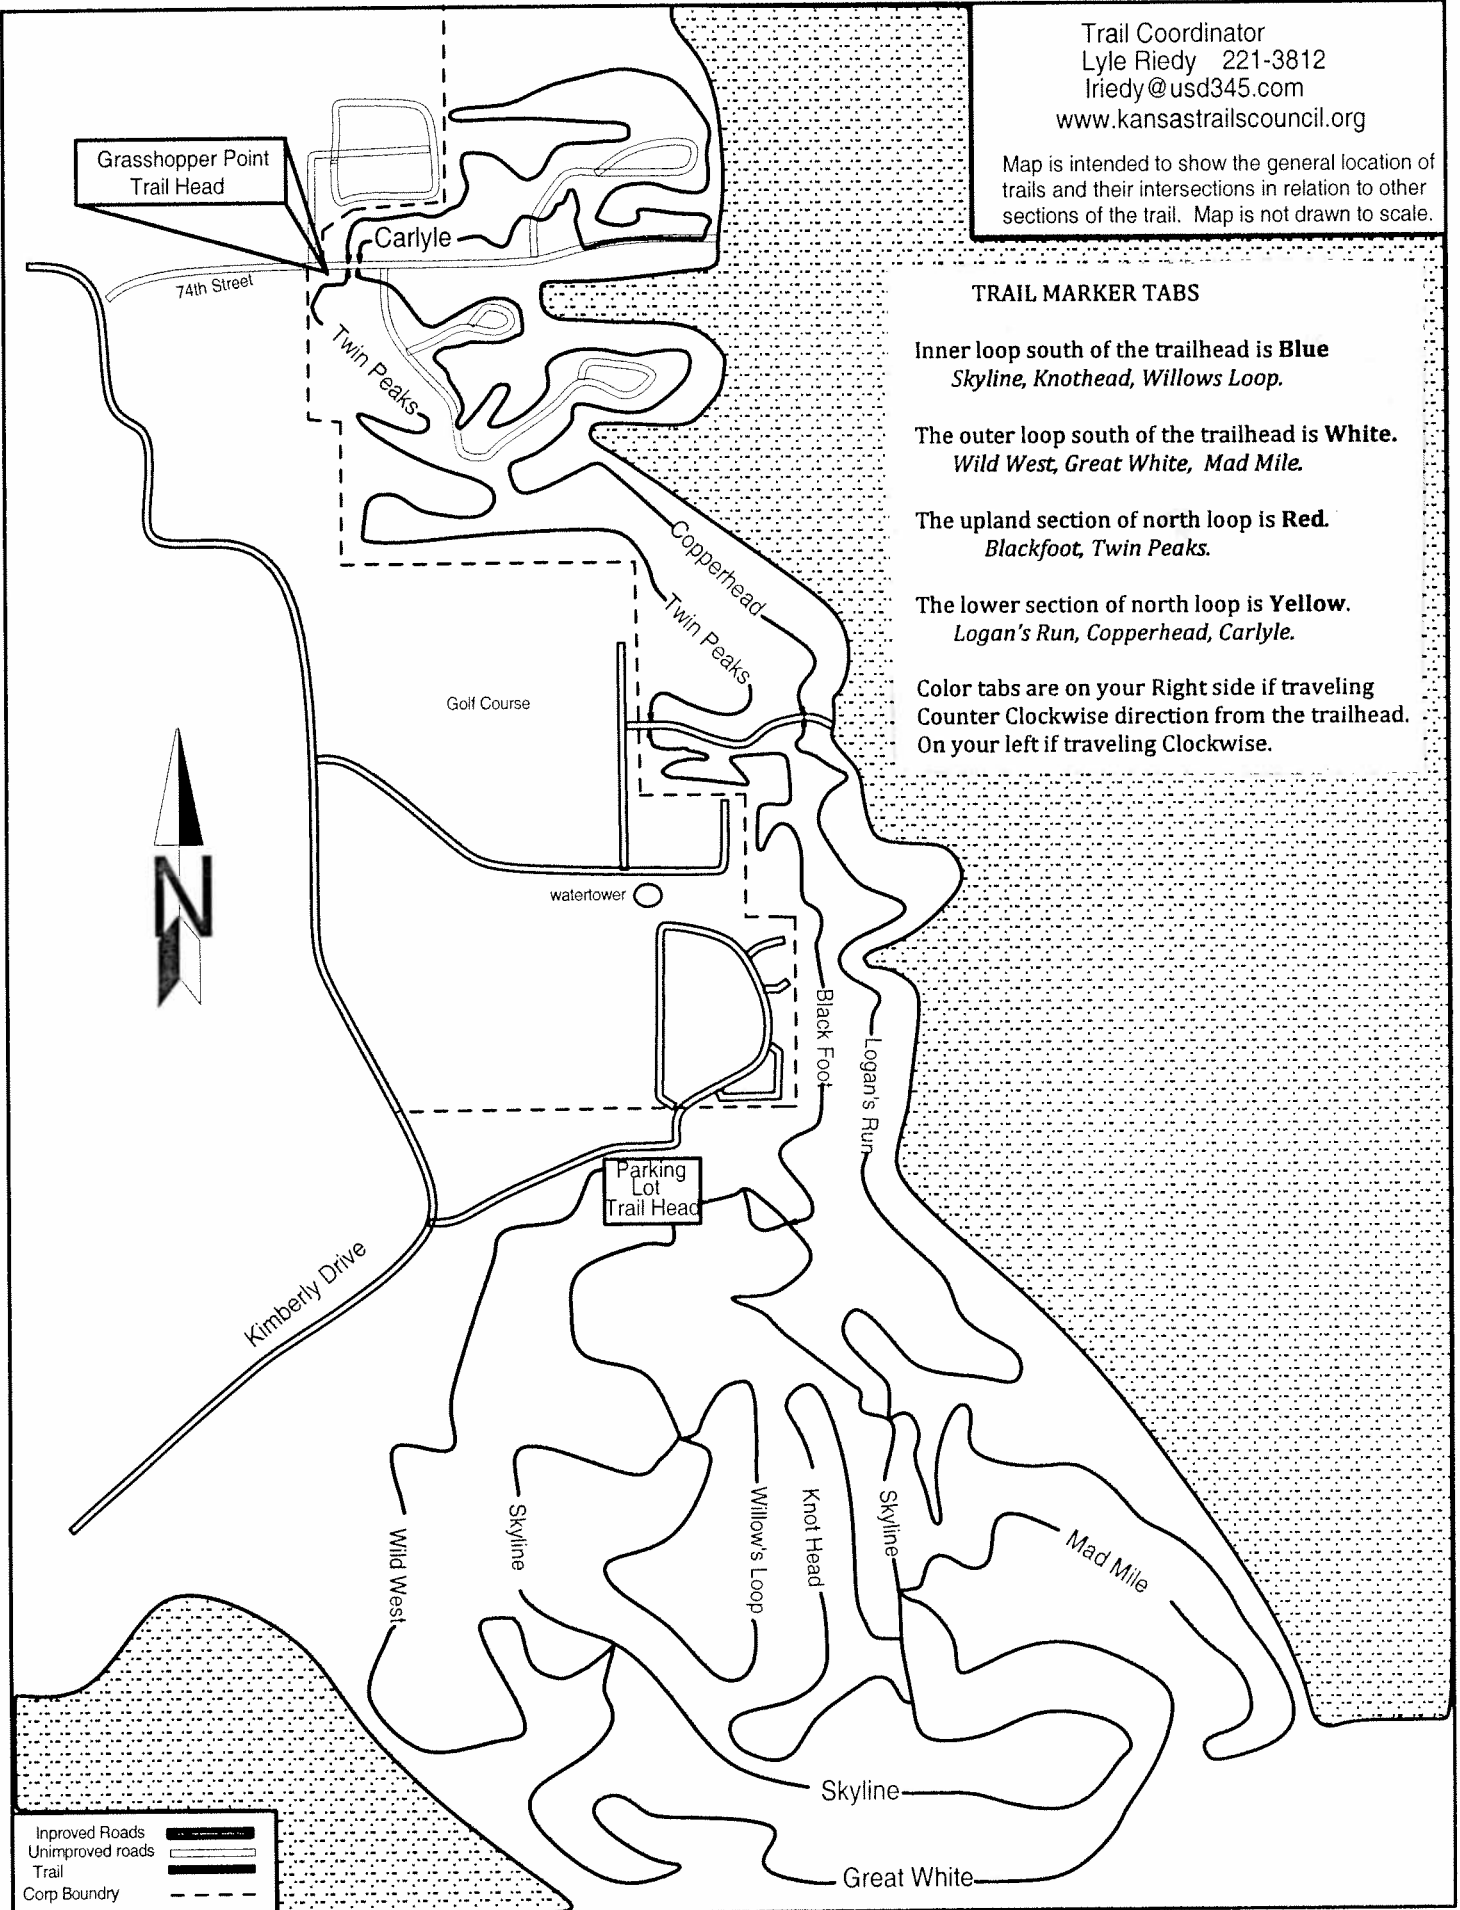 Trail Coordinator
Lyle Riedy 221-3812
lriedy@usd345.com
www.kansastrailscouncil.org
Map is intended to show the general location of
trails and their intersections in relation to other
sections of the trail. Map is not drawn to scale.
Grasshopper Point
Trail Head
Carlyle
74th Street
Twin Peaks
TRAIL MARKER TABS
Inner loop south of the trailhead is Blue
Skyline, Knothead, Willows Loop.
The outer loop south of the trailhead is White.
Wild West, Great White, Mad Mile.
The upland section of north loop is Red.
Blackfoot, Twin Peaks.
The lower section of north loop is Yellow.
Logan's Run, Copperhead, Carlyle.
Color tabs are on your Right side if traveling
Counter Clockwise direction from the trailhead.
On your left if traveling Clockwise.
Copperhead
Twin Peaks
Golf Course
N
watertower
Black Foot
Logan's Run
Parking
Lot
Trail Head
Kimberly Drive
Wild West
Skyline
Willow's Loop
Knot Head
Skyline
Mad Mile
Skyline
Great White
Inproved Roads
Unimproved roads
Trail
Corp Boundry